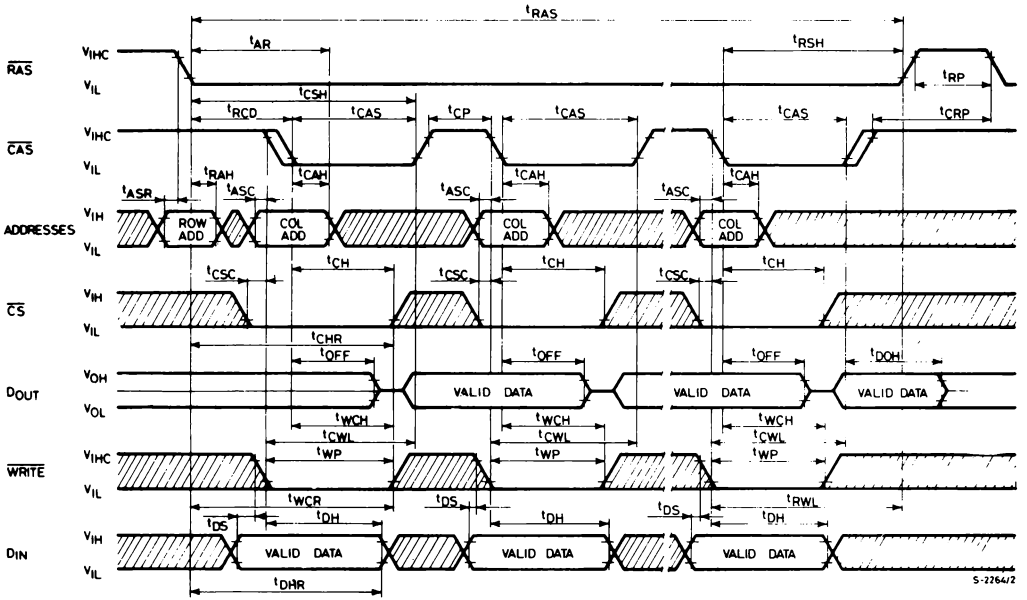 tRAS
tAR
tRSH
RAS
VIHC
VIL
tRP
tCSH
tRCD
tCAS
tCP
tCAS
tCAS
tCRP
CAS
VIHC
VIL
tASR
tRAH
tASC
tCAH
tASC
tCAH
tASC
tCAH
ADDRESSES
VIH
VIL
ROW ADD
COL ADD
COL ADD
COL ADD
tCSC
tCH
tCSC
tCH
tCSC
tCH
CS
VIH
VIL
tCHR
tOFF
tOFF
tOFF
tDOH
DOUT
VOH
VOL
VALID DATA
VALID DATA
VALID DATA
tWCH
tWCH
tWCH
tCWL
tCWL
tCWL
tWP
tWP
tWP
WRITE
VIHC
VIL
tWCR
tRWL
tDS
tDH
tDS
tDH
tDS
tDH
DIN
VIH
VIL
VALID DATA
VALID DATA
VALID DATA
tDHR
S-2264/2